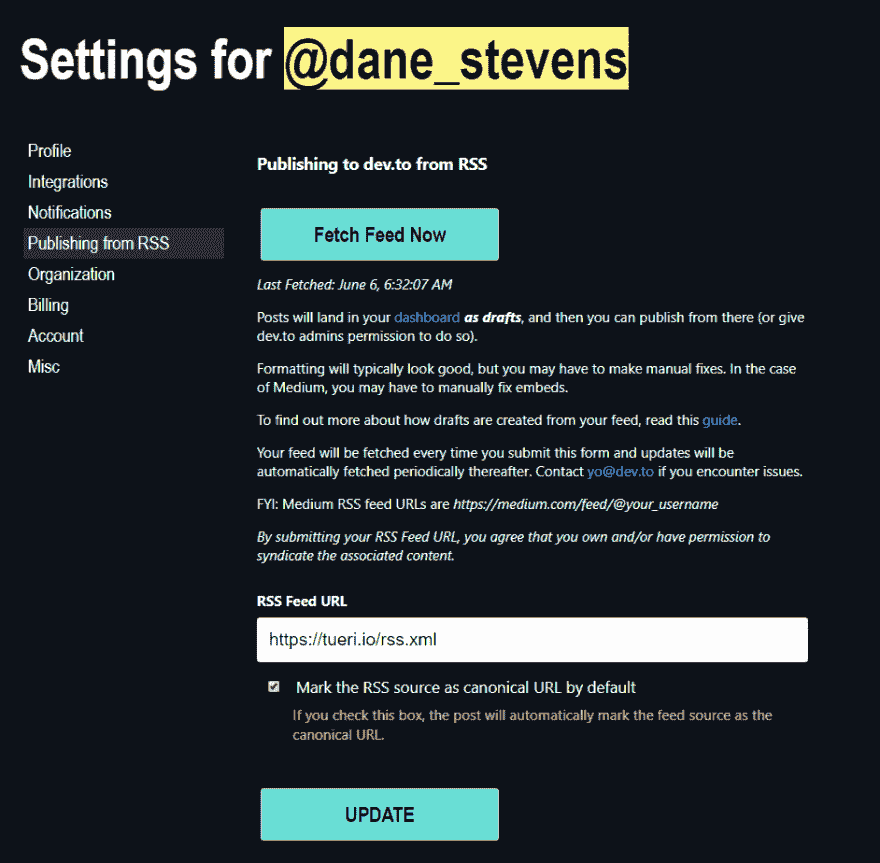 Settings for @dane_stevens
Profile
Integrations
Notifications
Publishing from RSS
Organization
Billing
Account
Misc
Publishing to dev.to from RSS
Fetch Feed Now
Last Fetched: June 6, 6:32:07 AM
Posts will land in your dashboard as drafts, and then you can publish from there (or give
dev.to admins permission to do so).
Formatting will typically look good, but you may have to make manual fixes. In the case
of Medium, you may have to manually fix embeds.
To find out more about how drafts are created from your feed, read this guide.
Your feed will be fetched every time you submit this form and updates will be
automatically fetched periodically thereafter. Contact yo@dev.to if you encounter issues.
FYI: Medium RSS feed URLs are https://medium.com/feed/@your_username
By submitting your RSS Feed URL, you agree that you own and/or have permission to
syndicate the associated content.
RSS Feed URL
https://tueri.io/rss.xml
Mark the RSS source as canonical URL by default
If you check this box, the post will automatically mark the feed source as the
canonical URL.
UPDATE